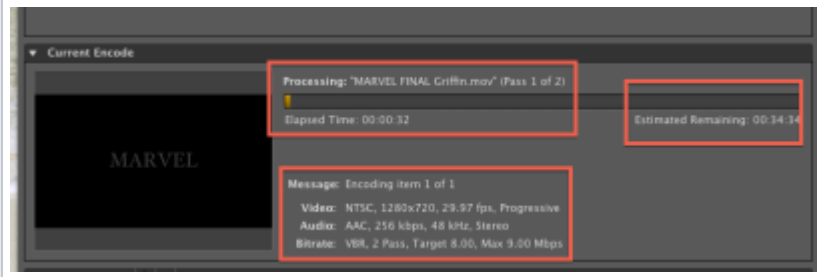 Current Encode
Processing: "MARVEL FINAL Griffin.mov" (Pass 1 of 2)
Elapsed Time: 00:00:32
Estimated Remaining: 00:34:34
MARVEL
Message: Encoding item 1 of 1
Video: NTSC, 1280x720, 29.97 fps, Progressive
Audio: AAC, 256 kbps, 48 kHz, Stereo
Bitrate: VBR, 2 Pass, Target 8.00, Max 9.00 Mbps